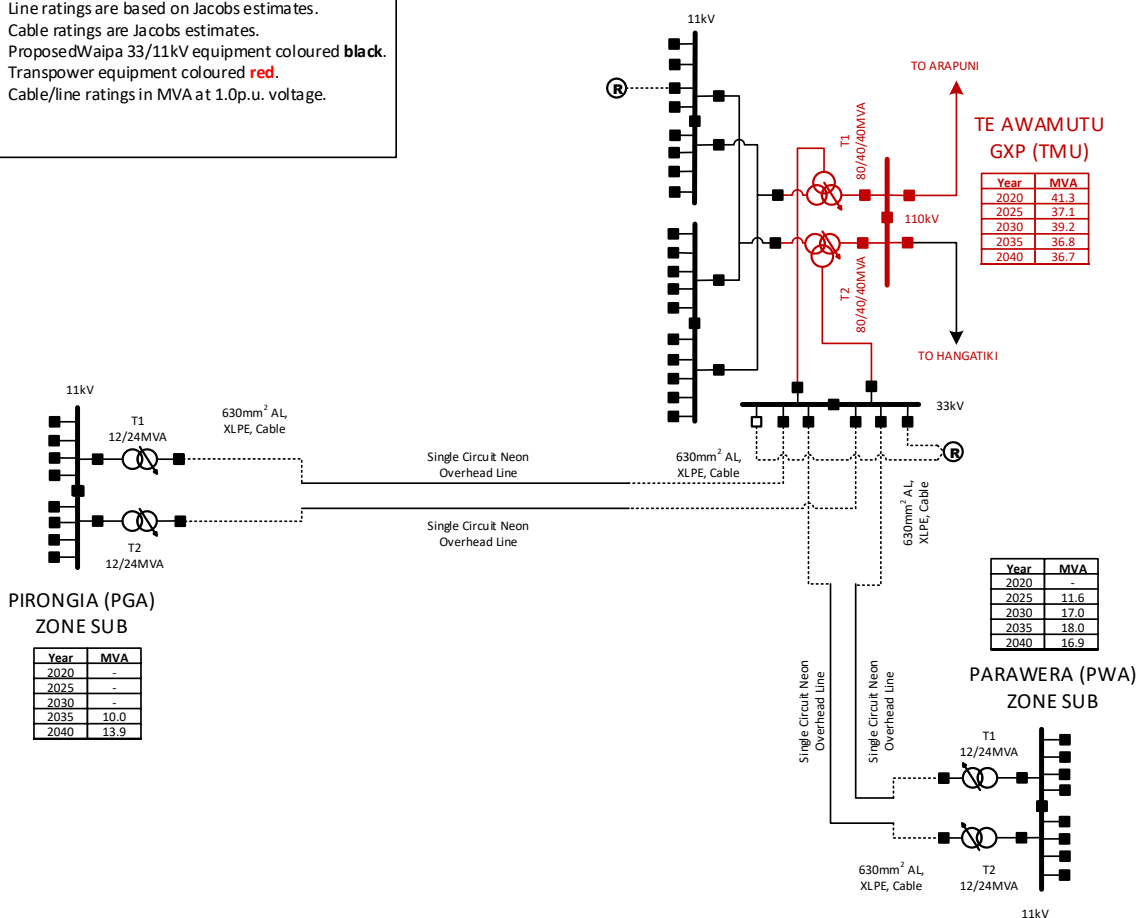 Line ratings are based on Jacobs estimates.
Cable ratings are Jacobs estimates.
ProposedWaipa 33/11kV equipment coloured black.
Transpower equipment coloured red.
Cable/line ratings in MVA at 1.0p.u. voltage.
11kV
R
TO ARAPUNI
T1
80/40/40MVA
TE AWAMUTU
GXP (TMU)
Year MVA
2020 41.3
2025 37.1
2030 39.2
2035 36.8
2040 36.7
110kV
T2
80/40/40MVA
TO HANGATIKI
33kV
R
11kV
T1
12/24MVA
630mm² AL,
XLPE, Cable
Single Circuit Neon
Overhead Line
630mm² AL,
XLPE, Cable
630mm² AL,
XLPE, Cable
Single Circuit Neon
Overhead Line
T2
12/24MVA
PIRONGIA (PGA)
ZONE SUB
Year MVA
2020 -
2025 -
2030 -
2035 10.0
2040 13.9
Year MVA
2020 -
2025 11.6
2030 17.0
2035 18.0
2040 16.9
PARAWERA (PWA)
ZONE SUB
Single Circuit Neon
Overhead Line
Single Circuit Neon
Overhead Line
T1
12/24MVA
630mm² AL,
XLPE, Cable
T2
12/24MVA
11kV